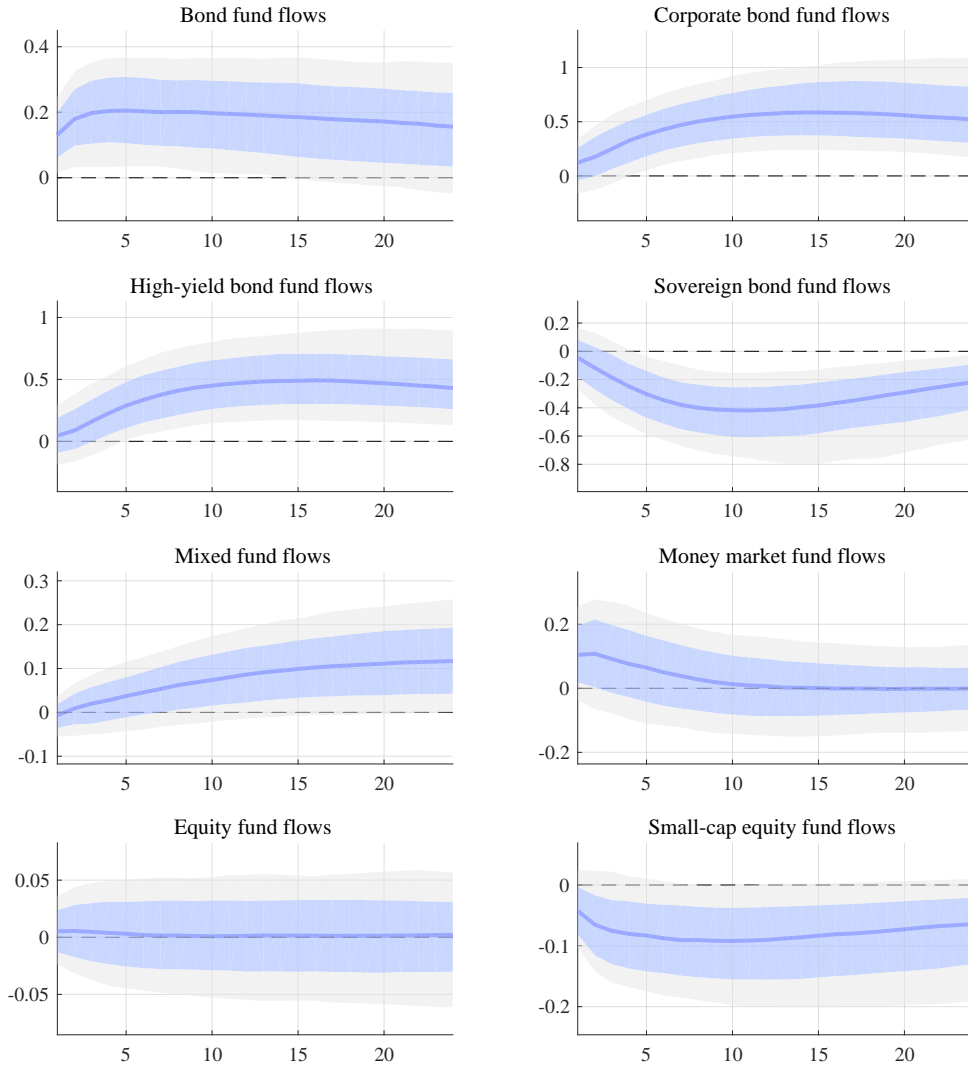 Bond fund flows
0.4
0.2
0
5 10 15 20
Corporate bond fund flows
1
0.5
0
5 10 15 20
High-yield bond fund flows
1
0.5
0
5 10 15 20
Sovereign bond fund flows
0.2
0
-0.2
-0.4
-0.6
-0.8
5 10 15 20
Mixed fund flows
0.3
0.2
0.1
0
-0.1
5 10 15 20
Money market fund flows
0.2
0
-0.2
5 10 15 20
Equity fund flows
0.05
0
-0.05
5 10 15 20
Small-cap equity fund flows
0
-0.1
-0.2
5 10 15 20